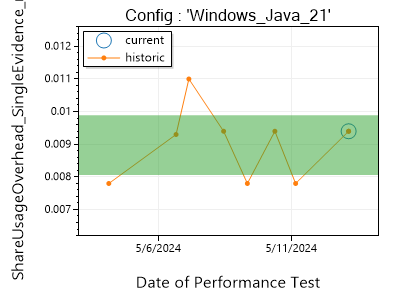 Config : 'Windows_Java_21'
ShareUsageOverhead_SingleEvidence_
current
historic
0.012
0.011
0.01
0.009
0.008
0.007
5/6/2024
5/11/2024
Date of Performance Test